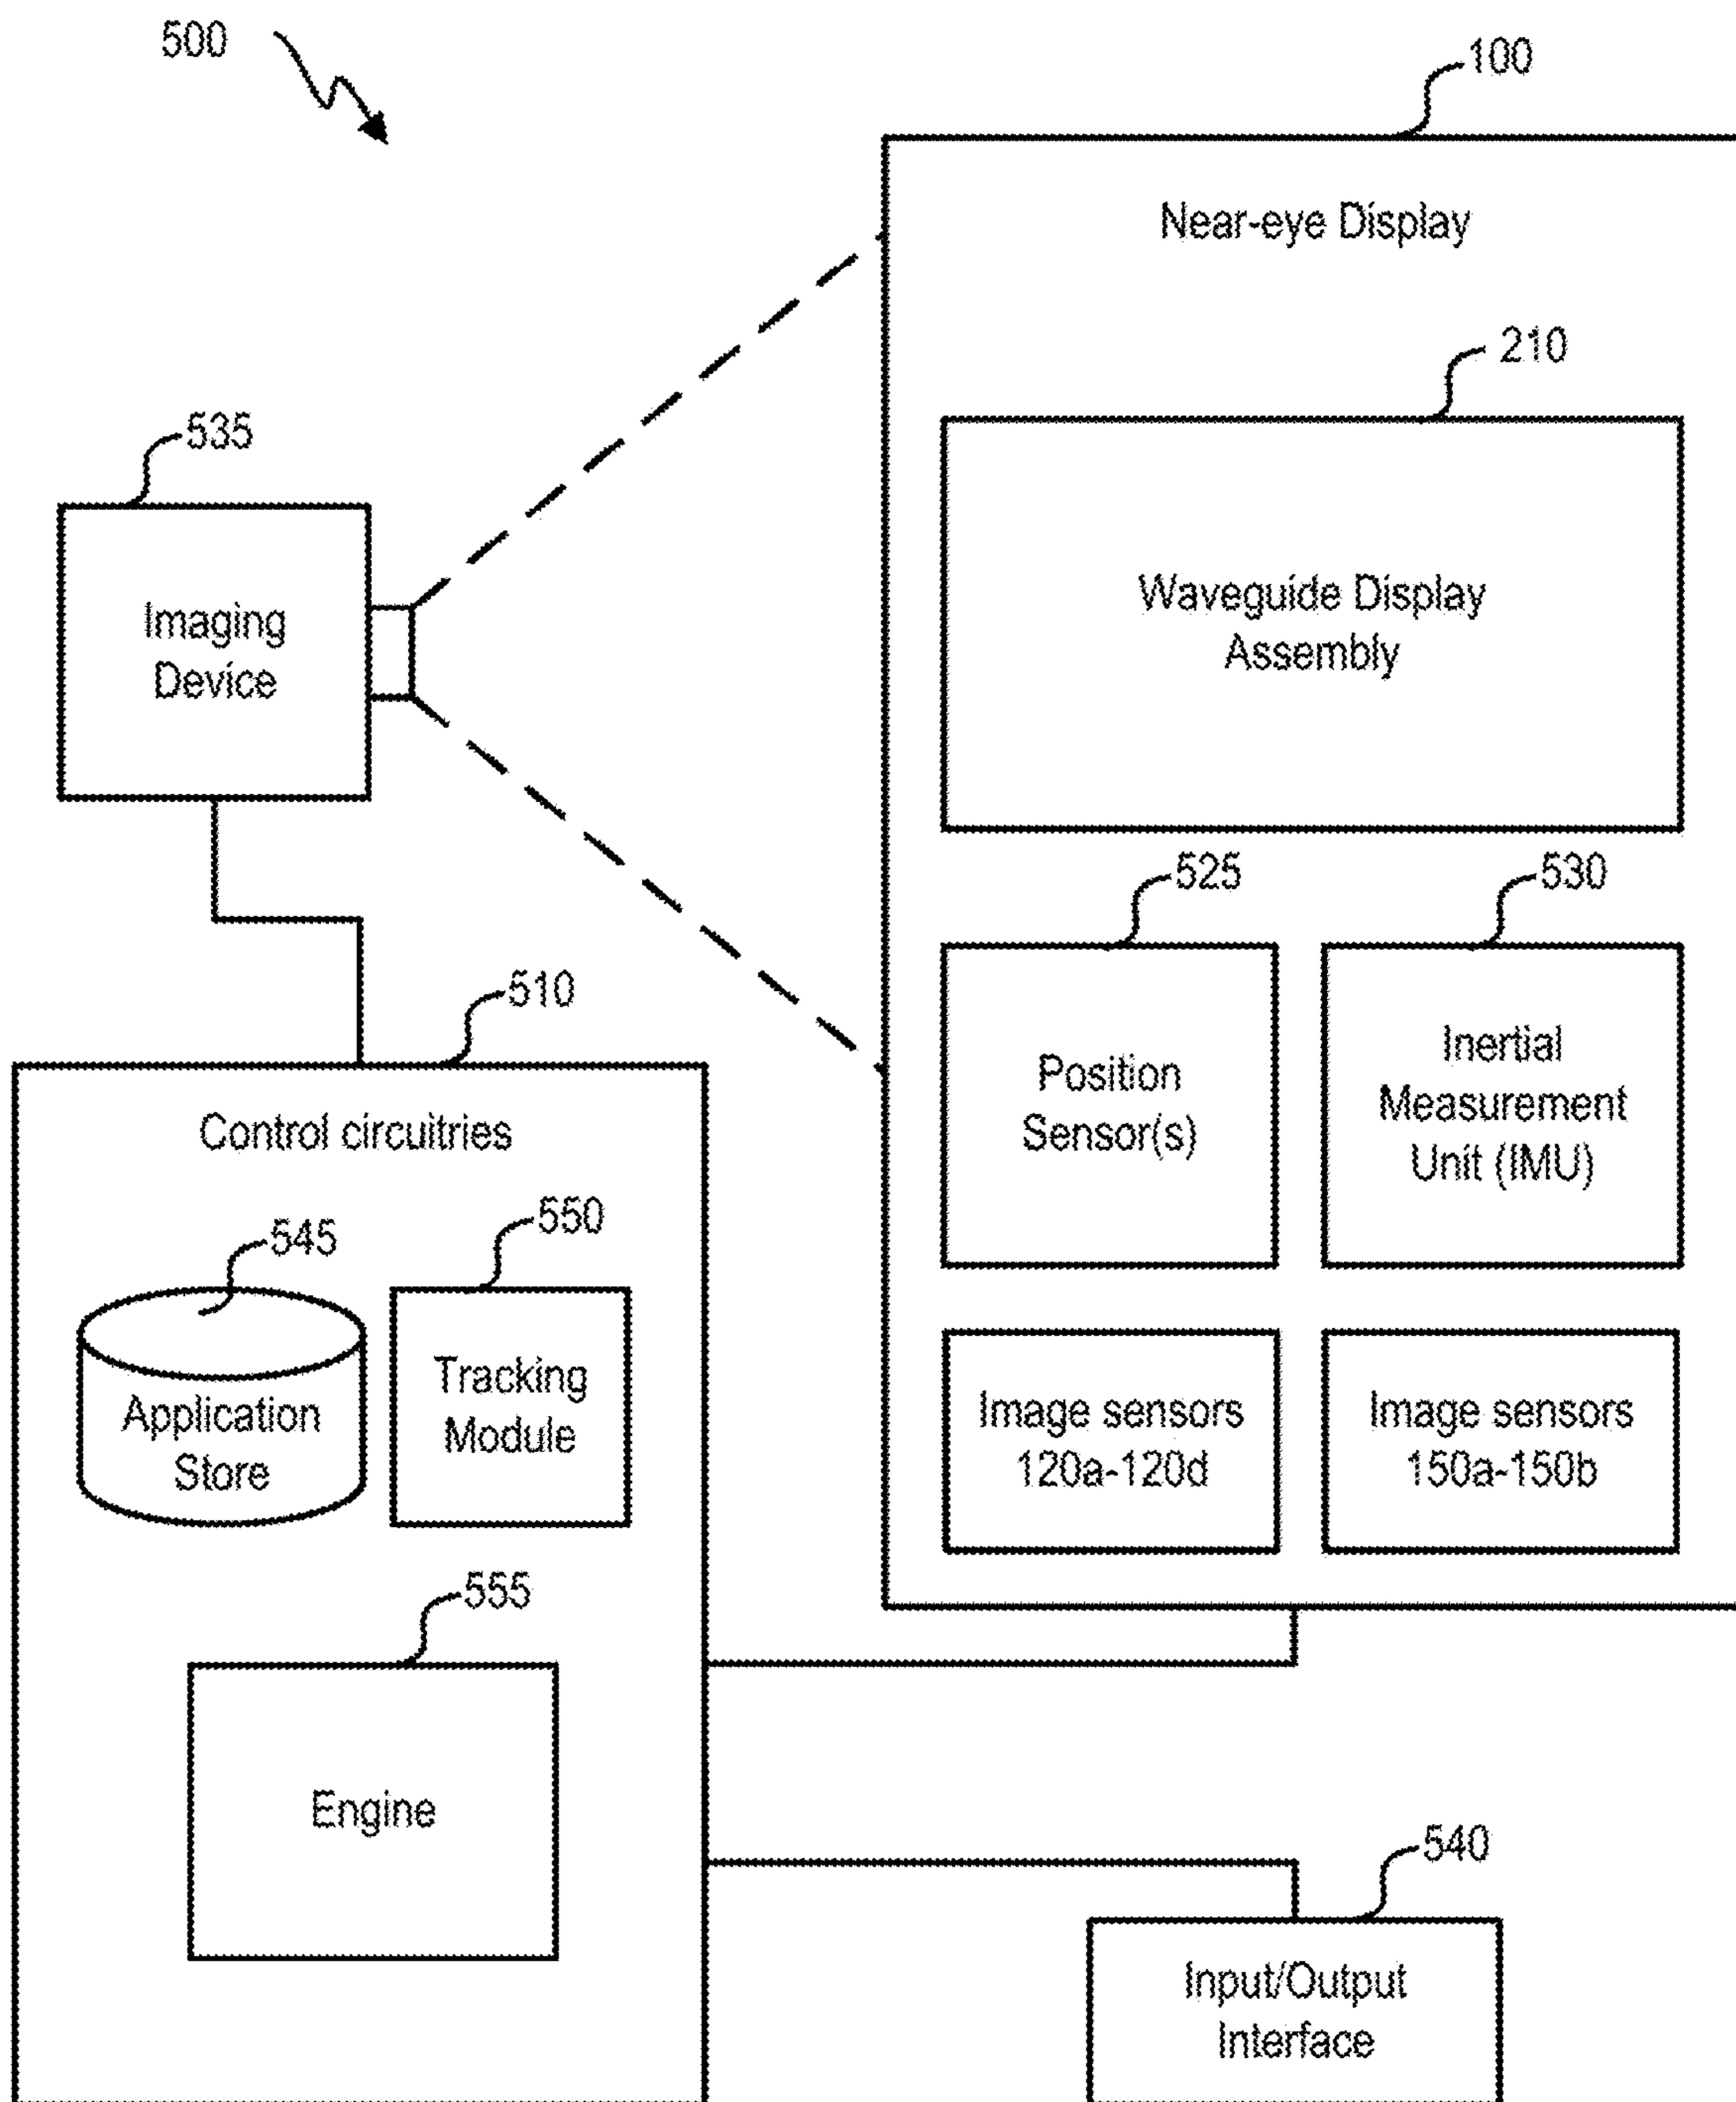 500
100
Near-eye Display
210
Waveguide Display
Assembly
535
Imaging
Device
525
Position
Sensor(s)
530
Inertial
Measurement
Unit (IMU)
Image sensors
120a-120d
Image sensors
150a-150b
510
Control circuitries
545
Application
Store
550
Tracking
Module
555
Engine
540
Input/Output
Interface